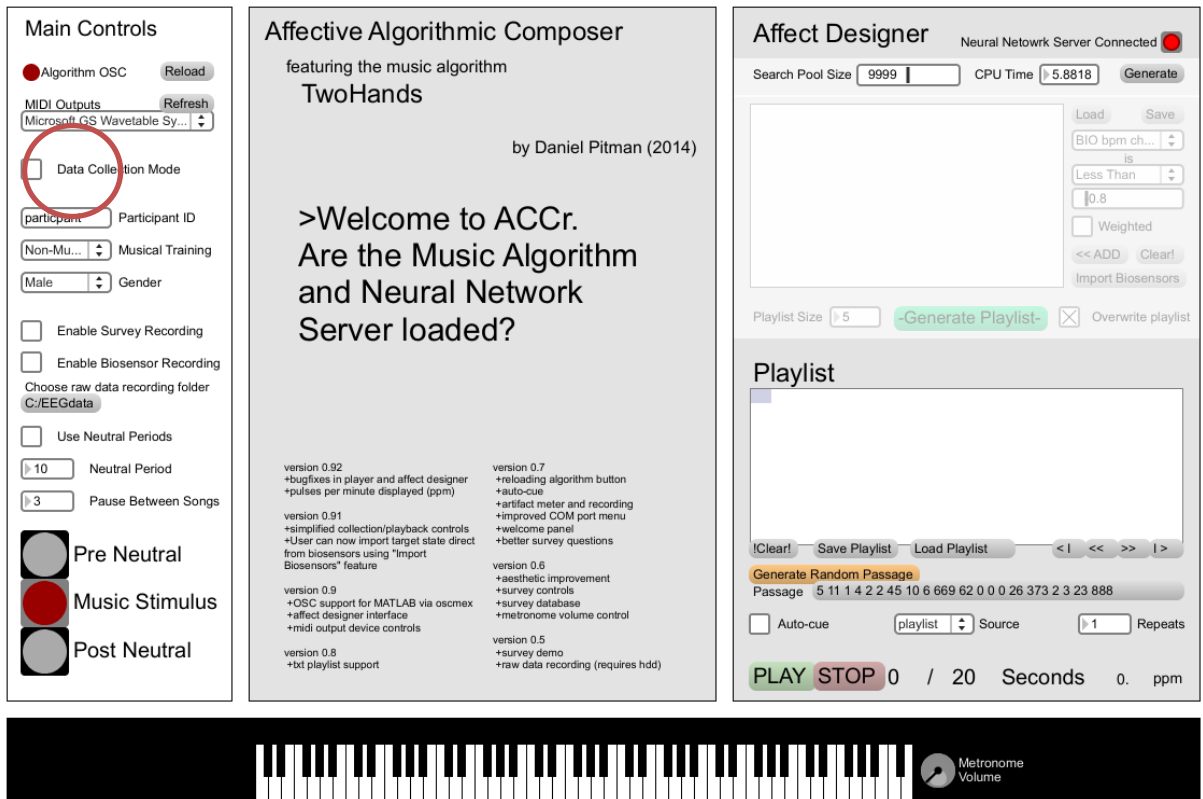 Main Controls
Algorithm OSC
Reload
MIDI Outputs
Refresh
Microsoft GS Wavetable Sy...
Data Collection Mode
particpant
Participant ID
Non-Mu...
Musical Training
Male
Gender
Enable Survey Recording
Enable Biosensor Recording
Choose raw data recording folder
C:/EEGdata
Use Neutral Periods
10
Neutral Period
3
Pause Between Songs
Pre Neutral
Music Stimulus
Post Neutral
Affective Algorithmic Composer
featuring the music algorithm
TwoHands
by Daniel Pitman (2014)
>Welcome to ACCr.
Are the Music Algorithm
and Neural Network
Server loaded?
version 0.92
+bugfixes in player and affect designer
+pulses per minute displayed (ppm)
version 0.91
+simplified collection/playback controls
+User can now import target state direct
from biosensors using "Import
Biosensors" feature
version 0.9
+OSC support for MATLAB via oscmex
+affect designer interface
+midi output device controls
version 0.8
+txt playlist support
version 0.7
+reloading algorithm button
+auto-cue
+artifact meter and recording
+improved COM port menu
+welcome panel
+better survey questions
version 0.6
+aesthetic improvement
+survey controls
+survey database
+metronome volume control
version 0.5
+survey demo
+raw data recording (requires hdd)
Affect Designer
Neural Netowrk Server Connected
Search Pool Size
9999
CPU Time
5.8818
Generate
Load
Save
BIO bpm ch...
is
Less Than
0.8
Weighted
<< ADD
Clear!
Import Biosensors
Playlist Size
5
-Generate Playlist-
Overwrite playlist
Playlist
!Clear!
Save Playlist
Load Playlist
< I
<<
>>
I >
Generate Random Passage
Passage
5 11 1 4 2 2 45 10 6 669 62 0 0 0 26 373 2 3 23 888
Auto-cue
playlist
Source
1
Repeats
PLAY
STOP
0 / 20 Seconds
0. ppm
Metronome
Volume